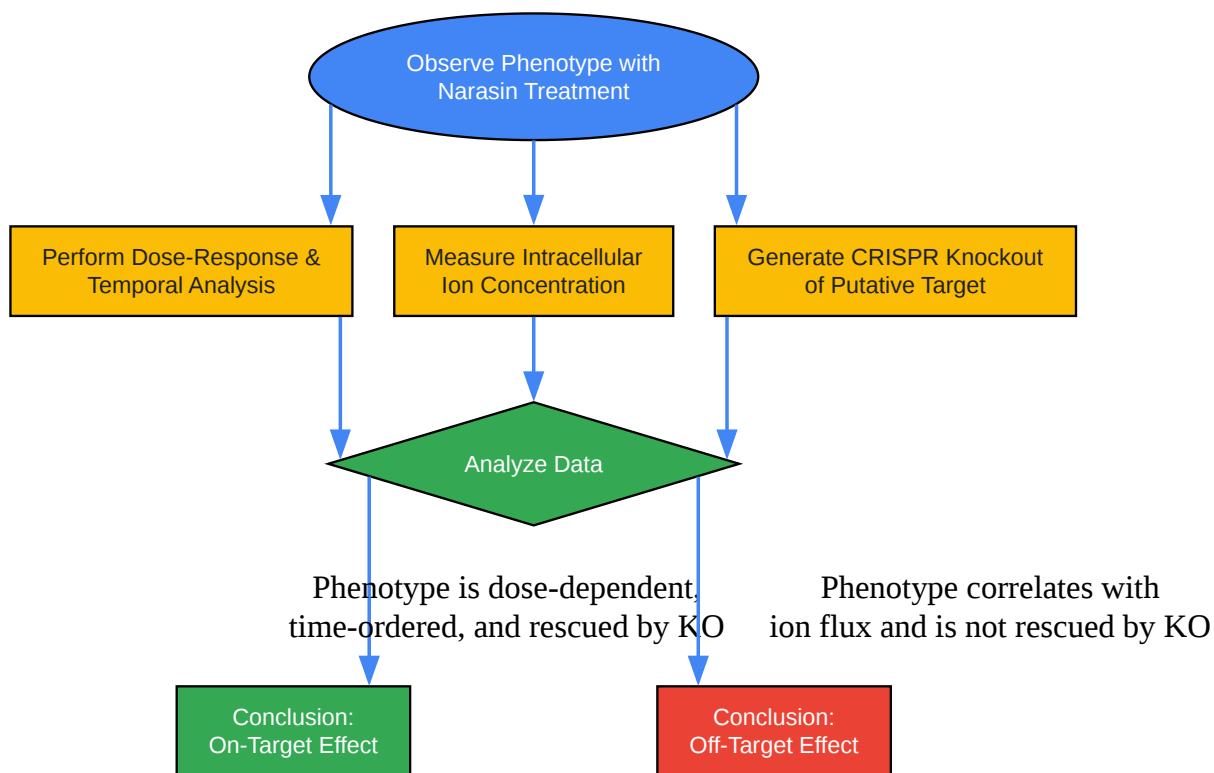 Observe Phenotype with
Narasin Treatment
Perform Dose-Response &
Temporal Analysis
Measure Intracellular
Ion Concentration
Generate CRISPR Knockout
of Putative Target
Analyze Data
Phenotype is dose-dependent,
time-ordered, and rescued by KO
Phenotype correlates with
ion flux and is not rescued by KO
Conclusion:
On-Target Effect
Conclusion:
Off-Target Effect